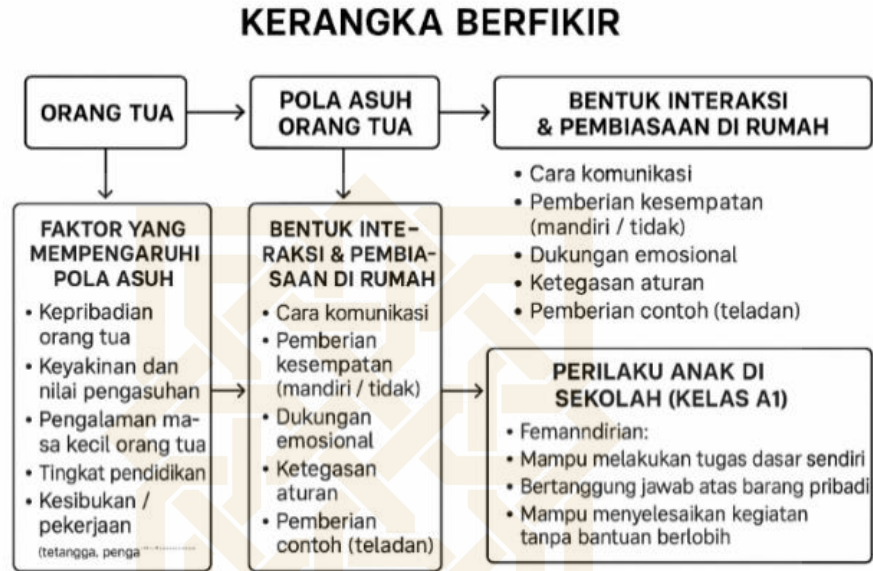 KERANGKA BERFIKIR
ORANG TUA
POLA ASUH
ORANG TUA
BENTUK INTERAKSI
& PEMBIASAAN DI RUMAH
• Cara komunikasi
• Pemberian kesempatan
(mandiri / tidak)
• Dukungan emosional
• Ketegasan aturan
• Pemberian contoh (teladan)
FAKTOR YANG
MEMPENGARUHI
POLA ASUH
• Kepribadian
orang tua
• Keyakinan dan
nilai pengasuhan
• Pengalaman ma-
sa kecil orang tua
• Tingkat pendidikan
• Kesibukan /
pekerjaan
(tetangga, penga
BENTUK INTE-
RAKSI & PEMBIA-
SAAN DI RUMAH
• Cara komunikasi
• Pemberian
kesempatan
(mandiri / tidak)
• Dukungan
emosional
• Ketegasan
aturan
• Pemberian
contoh (teladan)
PERILAKU ANAK DI
SEKOLAH (KELAS A1)
• Femanndirian:
• Mampu melakukan tugas dasar sendiri
• Bertanggung jawab atas barang pribadi
• Mampu menyelesaikan kegiatan
tanpa bantuan berlobih